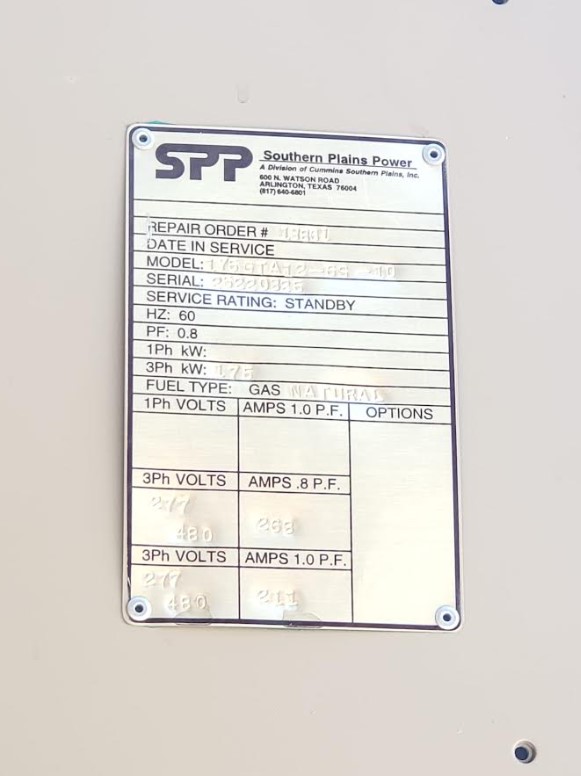 SPP
Southern Plains Power
A Division of Cummins Southern Plains, Inc.
600 N. WATSON ROAD
ARLINGTON, TEXAS 76004
(817) 640-6801
REPAIR ORDER #
DATE IN SERVICE
MODEL:
SERIAL:
SERVICE RATING: STANDBY
HZ: 60
PF: 0.8
1Ph kW:
3Ph kW: 175
FUEL TYPE: GAS NATURAL
1Ph VOLTS AMPS 1.0 P.F. OPTIONS
3Ph VOLTS AMPS .8 P.F.
277
480 263
3Ph VOLTS AMPS 1.0 P.F.
277
480 211